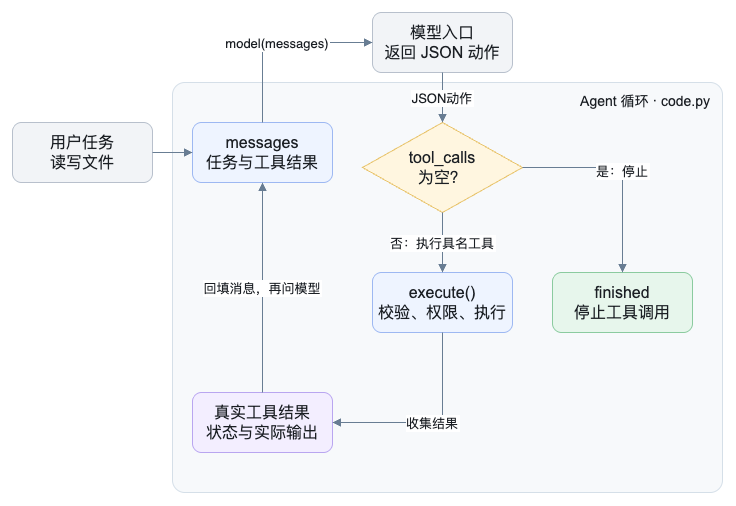 模型入口
返回 JSON 动作
model(messages)
Agent 循环 · code.py
JSON动作
用户任务
读写文件
messages
任务与工具结果
tool_calls
为空?
是：停止
否：执行具名工具
回填消息，再问模型
execute()
校验、权限、执行
finished
停止工具调用
真实工具结果
状态与实际输出
收集结果